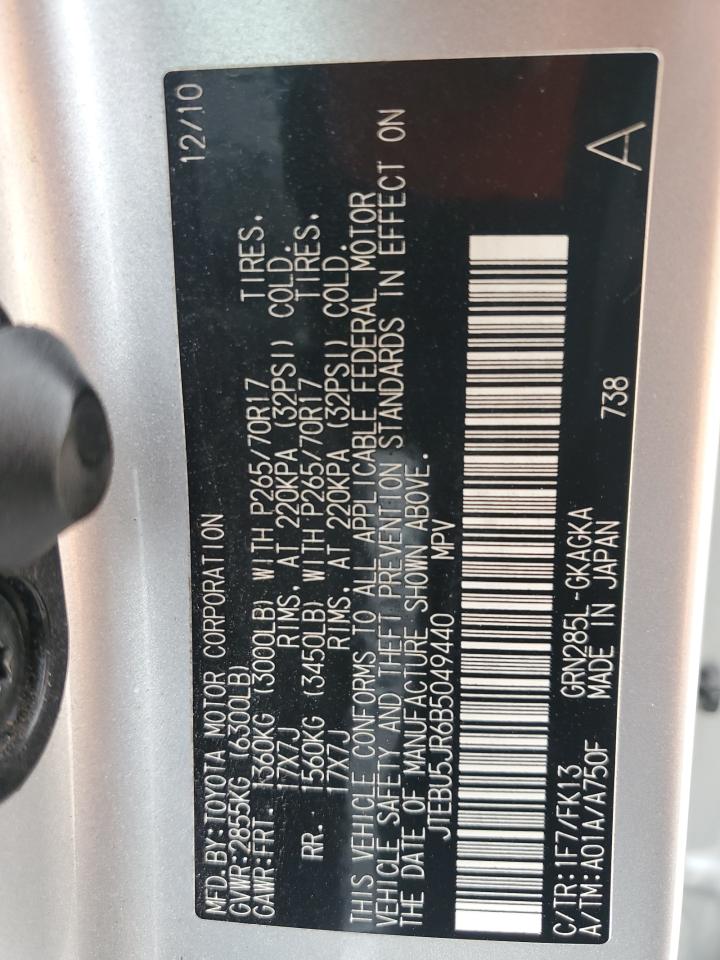 MFD.BY:TOYOTA MOTOR CORPORATION 12/10
GVWR:2855KG (6300LB)
GAWR:FRT. 1360KG (3000LB) WITH P265/70R17 TIRES.
17X7J RIMS. AT 220KPA (32PSI) COLD.
RR. 1560KG (3450LB) WITH P265/70R17 TIRES.
17X7J RIMS. AT 220KPA (32PSI) COLD.
THIS VEHICLE CONFORMS TO ALL APPLICABLE FEDERAL MOTOR
VEHICLE SAFETY AND THEFT PREVENTION STANDARDS IN EFFECT ON
THE DATE OF MANUFACTURE SHOWN ABOVE.
JTEBU5JR6B5049440 MPV
C/TR:1F7/FK13 GRN285L-GKAGKA
A/TM:A01A/A750F MADE IN JAPAN 738 A